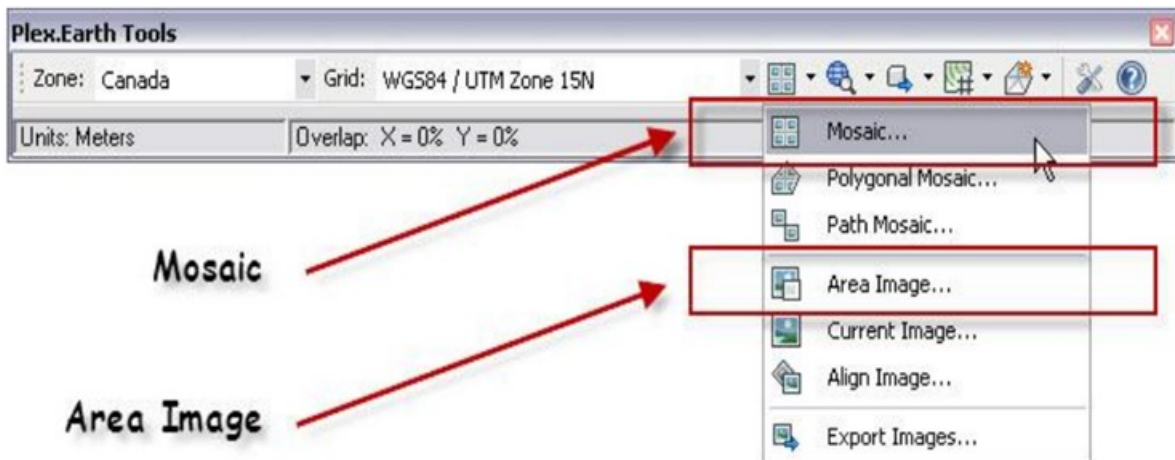 Plex.Earth Tools
Zone: Canada Grid: WGS84 / UTM Zone 15N
Units: Meters Overlap: X = 0% Y = 0%
Mosaic...
Polygonal Mosaic...
Path Mosaic...
Mosaic
Area Image...
Current Image...
Align Image...
Area Image
Export Images...